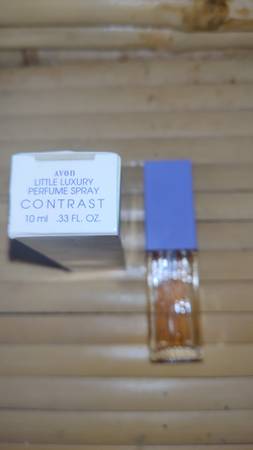 AVON
LITTLE LUXURY
PERFUME SPRAY
CONTRAST
10 ml .33 FL. OZ.